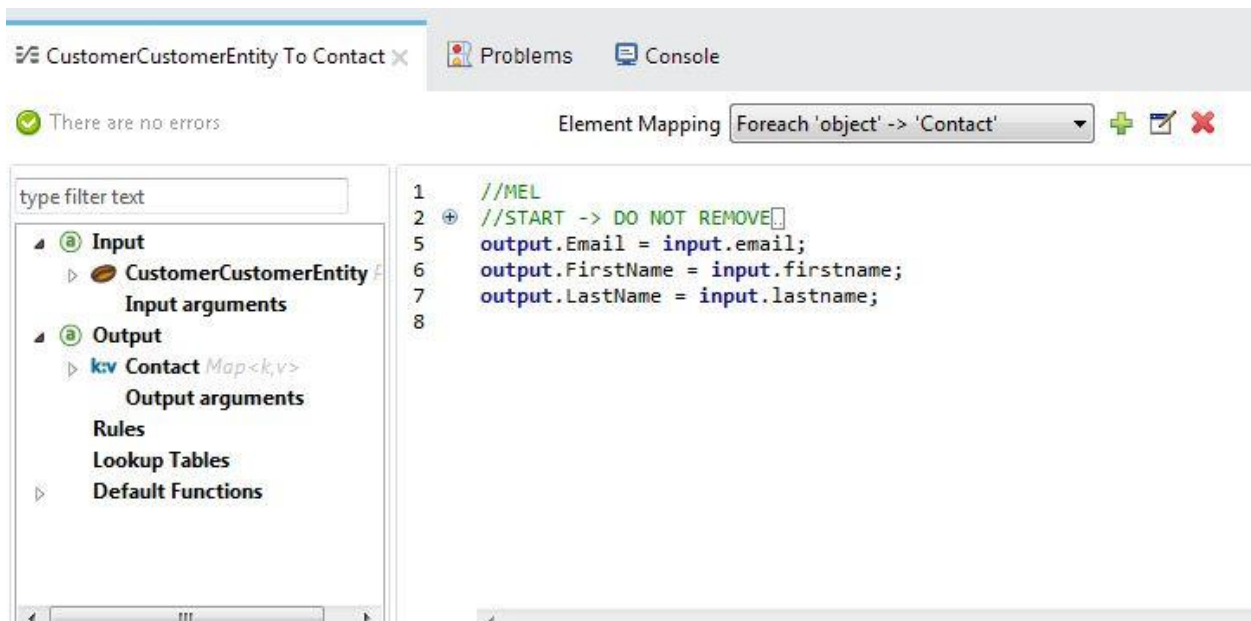 CustomerCustomerEntity To Contact Problems Console
There are no errors Element Mapping Foreach 'object' -> 'Contact'
type filter text
Input
CustomerCustomerEntity
Input arguments
Output
k:v Contact Map<k,v>
Output arguments
Rules
Lookup Tables
Default Functions
1 //MEL
2 //START -> DO NOT REMOVE..
5 output.Email = input.email;
6 output.FirstName = input.firstname;
7 output.LastName = input.lastname;
8